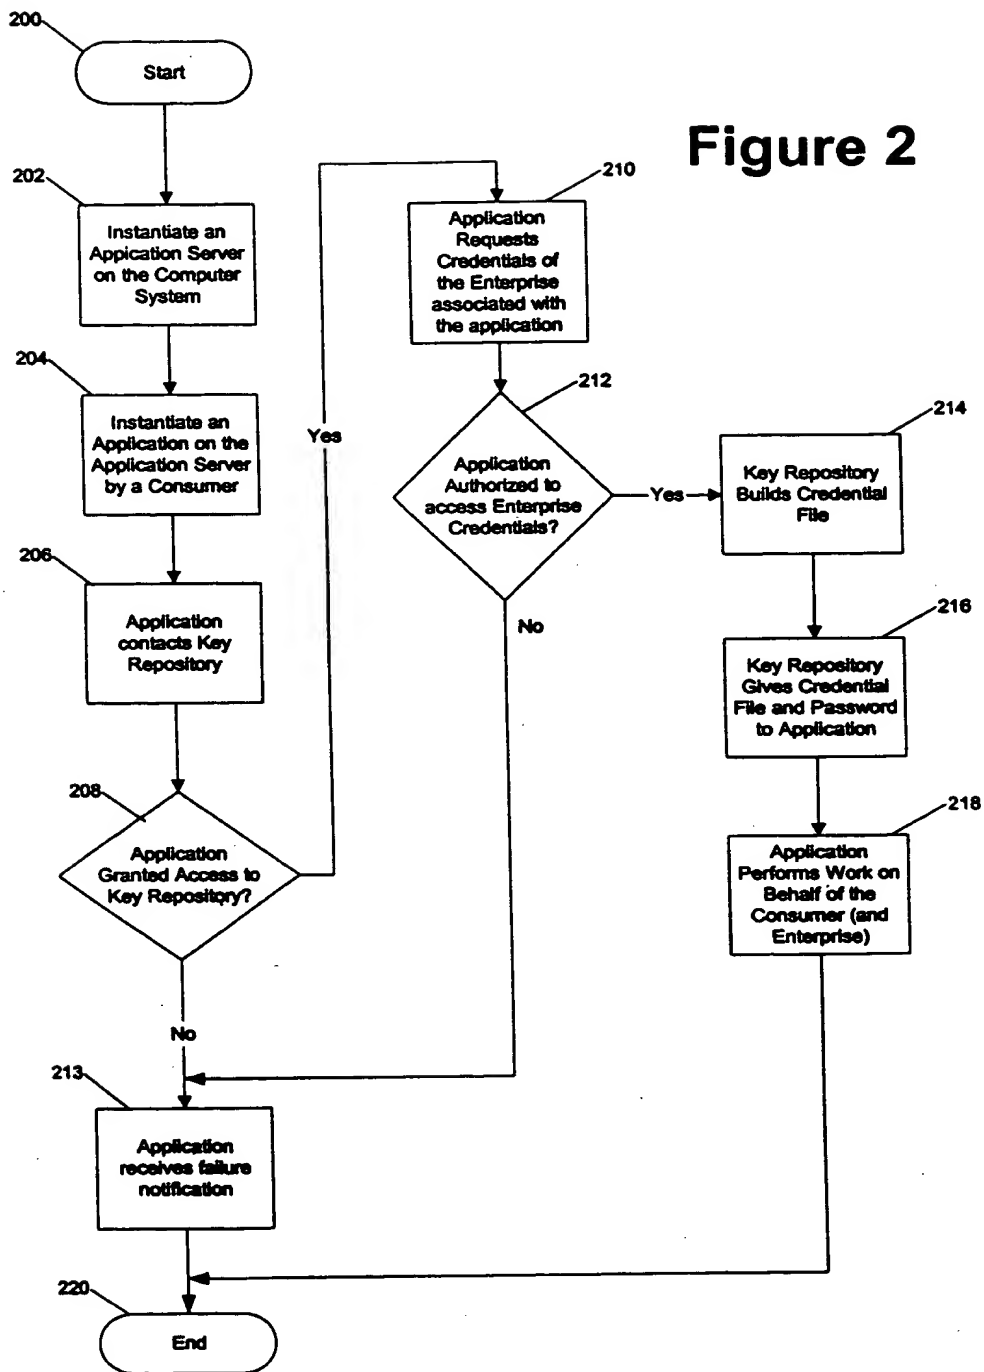 200
Start
Figure 2
202
Instantiate an
Appication Server
on the Computer
System
204
Instantiate an
Application on the
Application Server
by a Consumer
206
Application
contacts Key
Repository
208
Application
Granted Access to
Key Repository?
Yes
No
210
Application
Requests
Credentials of
the Enterprise
associated with
the application
212
Application
Authorized to
access Enterprise
Credentials?
Yes
No
213
Application
receives failure
notification
214
Key Repository
Builds Credential
File
216
Key Repository
Gives Credential
File and Password
to Application
218
Application
Performs Work on
Behalf of the
Consumer (and
Enterprise)
220
End